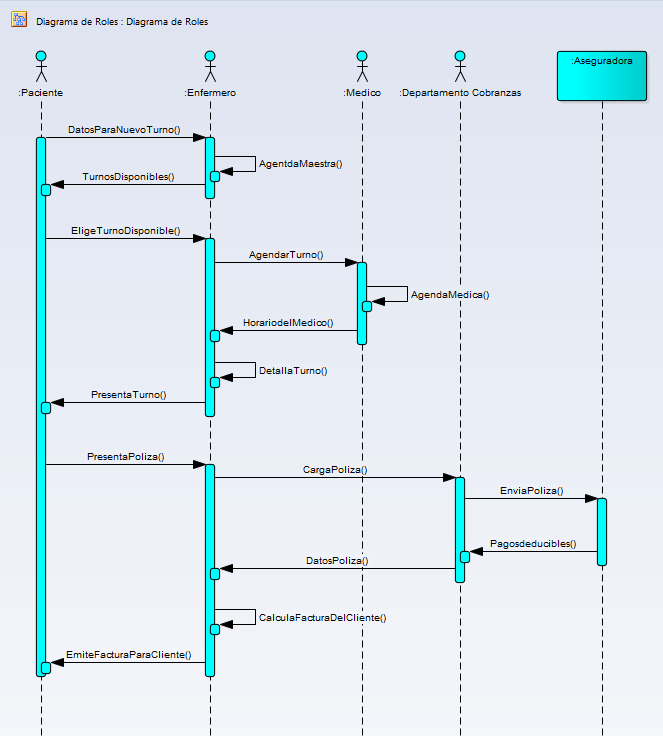 Diagrama de Roles : Diagrama de Roles
:Paciente
:Enfermero
:Medico
:Departamento Cobranzas
:Aseguradora
DatosParaNuevoTurno()
AgentdaMaestra()
TurnosDisponibles()
EligeTurnoDisponible()
AgendarTurno()
AgendaMedica()
HorariodelMedico()
DetallaTurno()
PresentaTurno()
PresentaPoliza()
CargaPoliza()
EnviaPoliza()
Pagosdeducibles()
DatosPoliza()
CalculaFacturaDelCliente()
EmiteFacturaParaCliente()